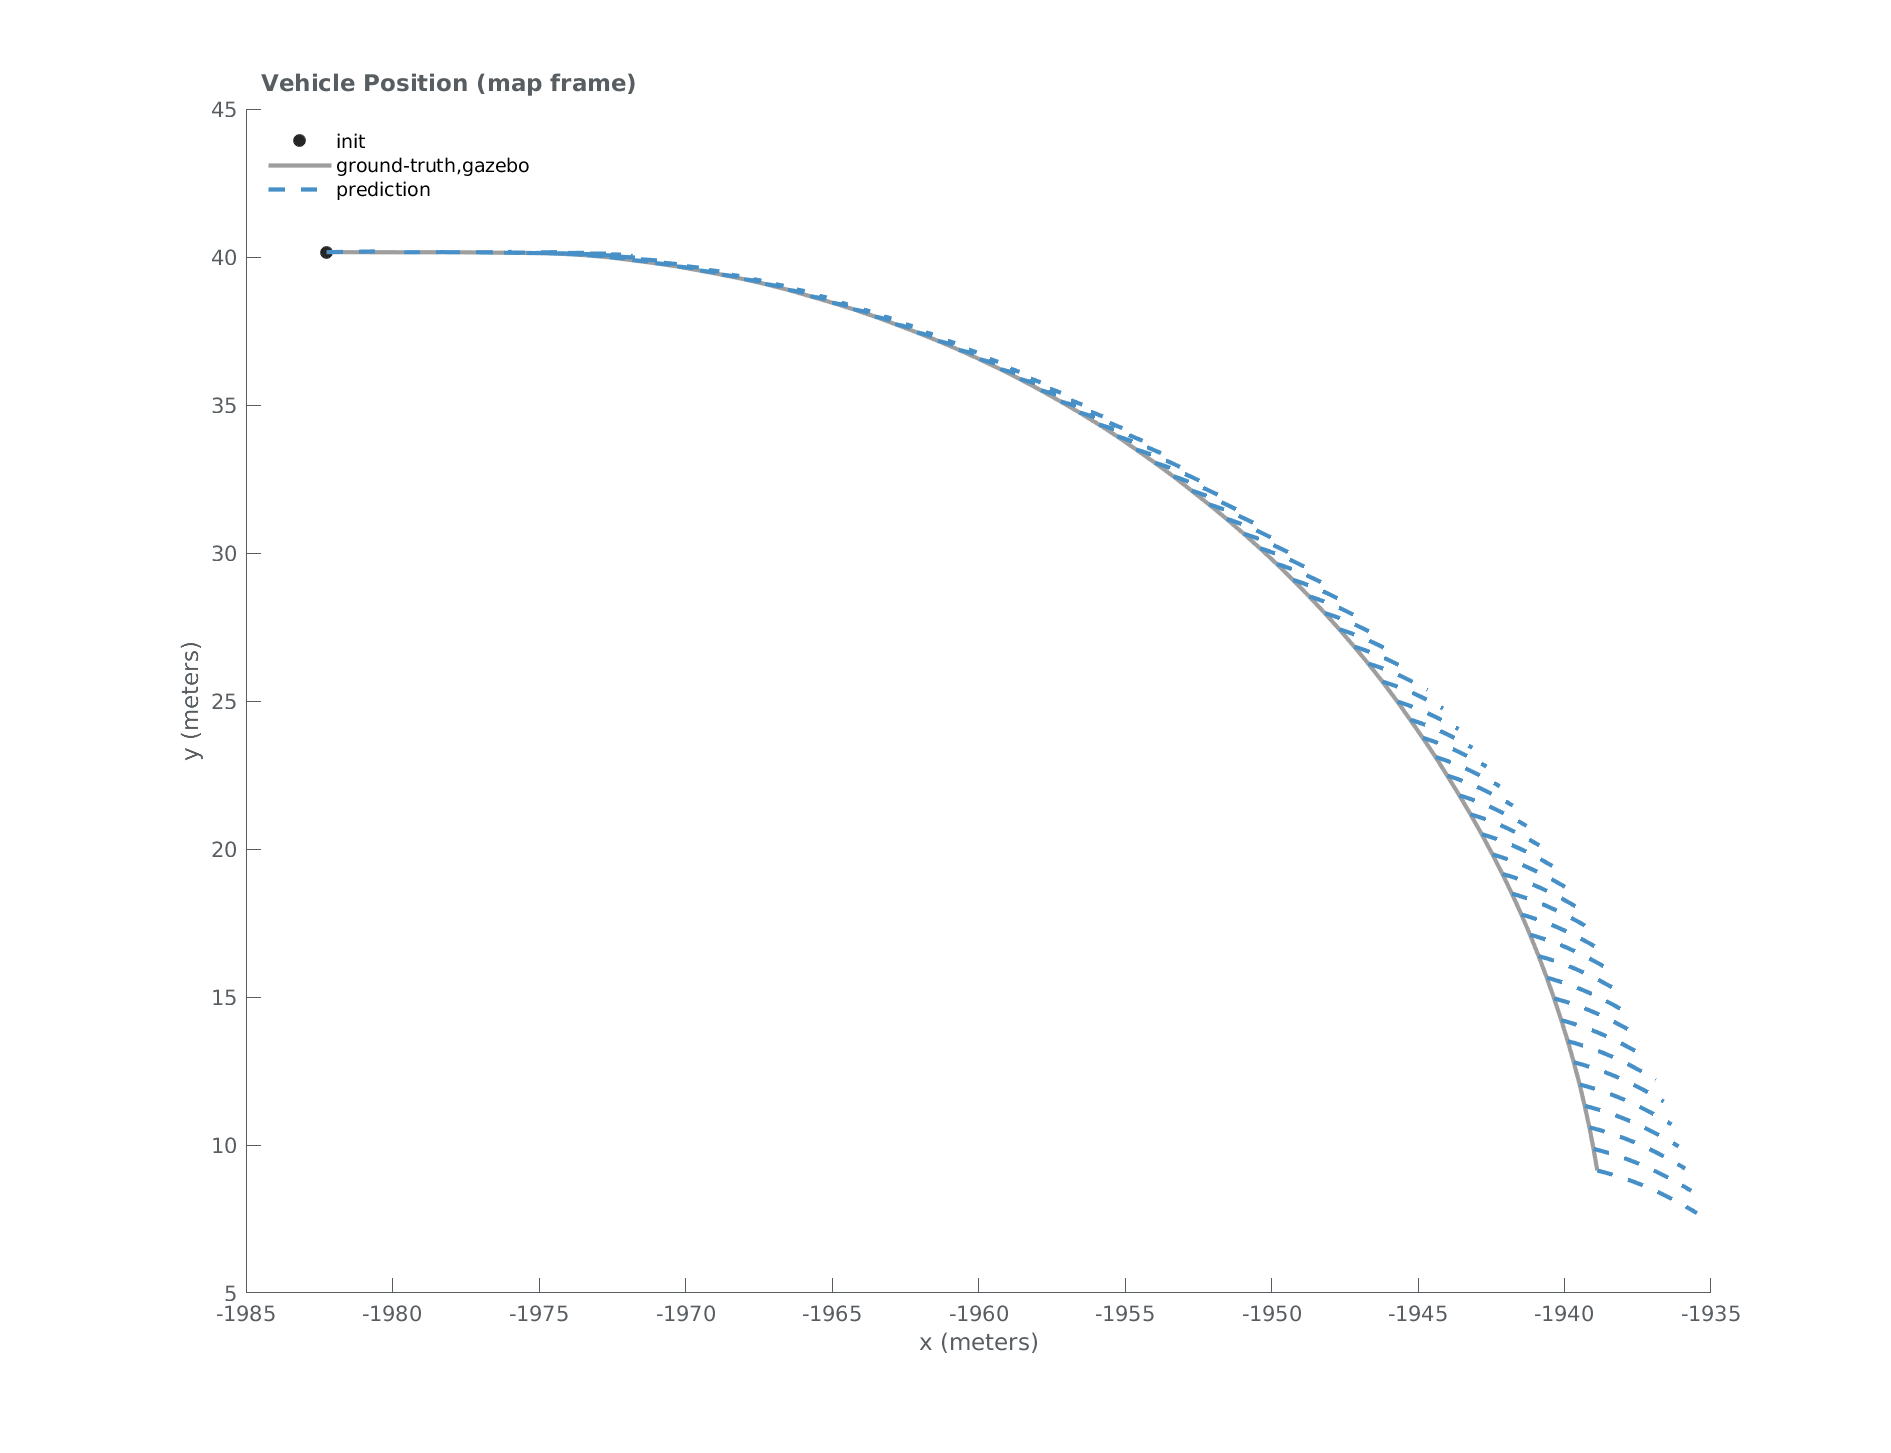 Vehicle Position (map frame)
45
init
ground-truth,gazebo
prediction
40
35
30
25
y (meters)
20
15
10
5
-1985 -1980 -1975 -1970 -1965 -1960 -1955 -1950 -1945 -1940 -1935
x (meters)